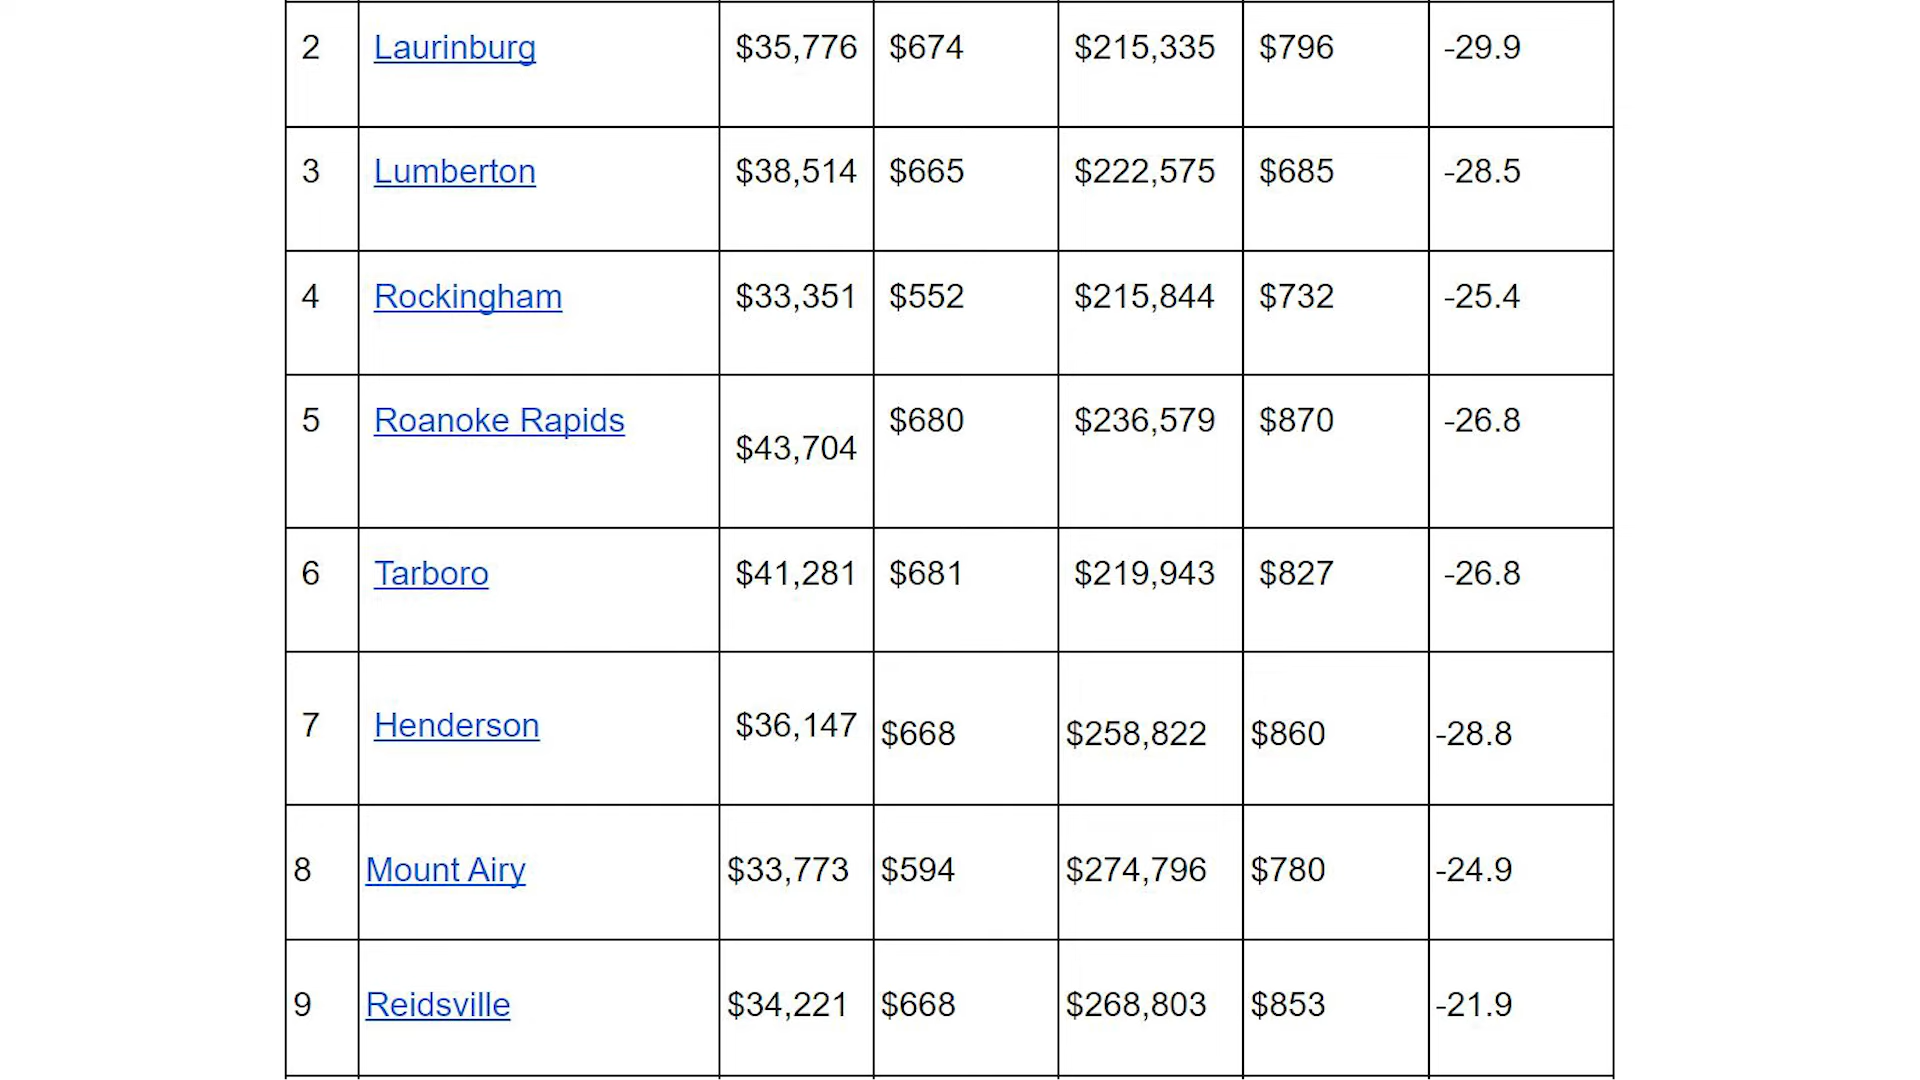 2 Laurinburg $35,776 $674 $215,335 $796 -29.9
3 Lumberton $38,514 $665 $222,575 $685 -28.5
4 Rockingham $33,351 $552 $215,844 $732 -25.4
5 Roanoke Rapids $43,704 $680 $236,579 $870 -26.8
6 Tarboro $41,281 $681 $219,943 $827 -26.8
7 Henderson $36,147 $668 $258,822 $860 -28.8
8 Mount Airy $33,773 $594 $274,796 $780 -24.9
9 Reidsville $34,221 $668 $268,803 $853 -21.9